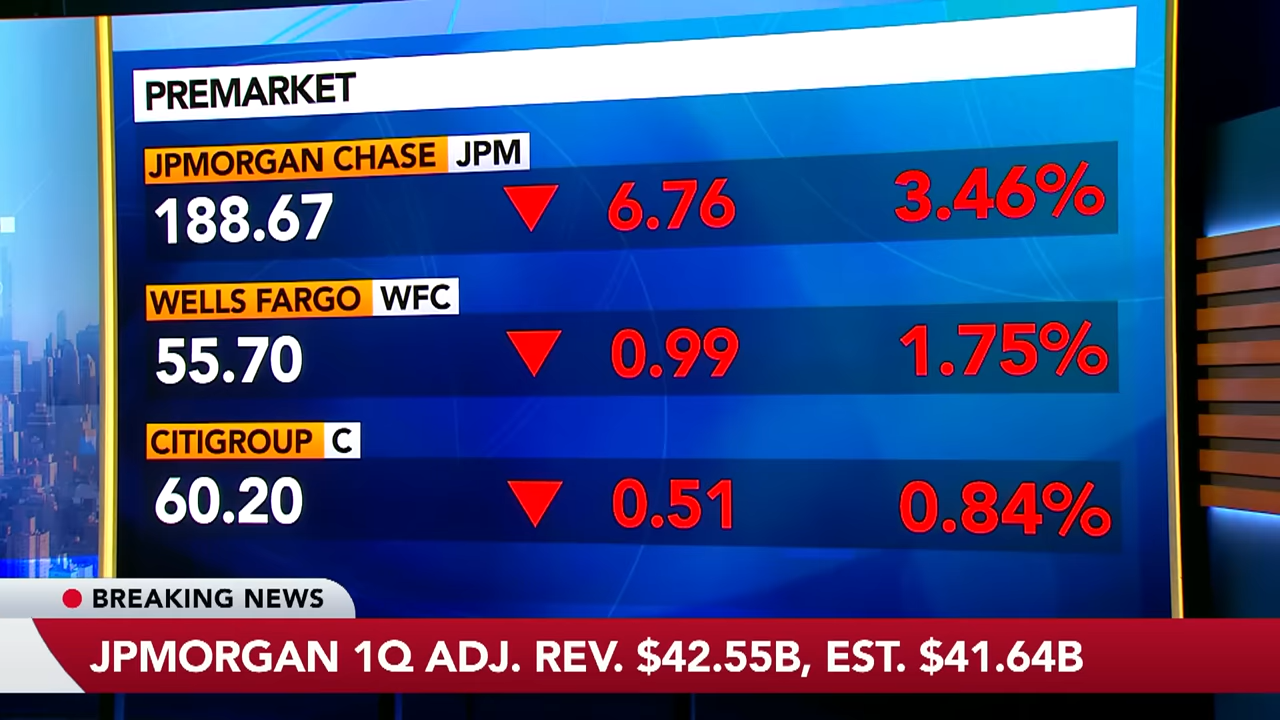 PREMARKET
JPMORGAN CHASE JPM
188.67 ▼ 6.76 3.46%
WELLS FARGO WFC
55.70 ▼ 0.99 1.75%
CITIGROUP C
60.20 ▼ 0.51 0.84%
BREAKING NEWS
JPMORGAN 1Q ADJ. REV. $42.55B, EST. $41.64B